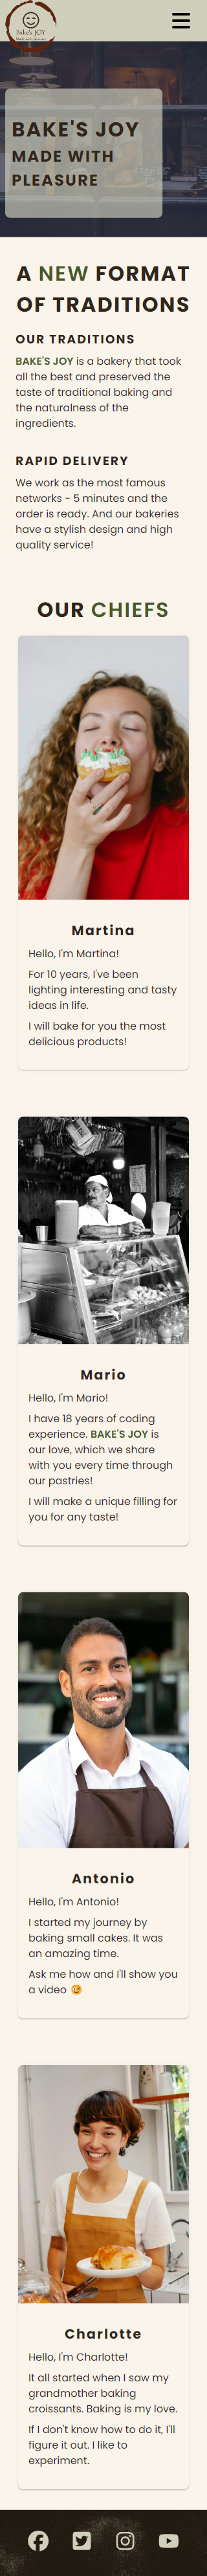 Bake's JOY
BAKE'S JOY
MADE WITH
PLEASURE
A NEW FORMAT
OF TRADITIONS
OUR TRADITIONS
BAKE'S JOY is a bakery that took
all the best and preserved the
taste of traditional baking and
the naturalness of the
ingredients.
RAPID DELIVERY
We work as the most famous
networks - 5 minutes and the
order is ready. And our bakeries
have a stylish design and high
quality service!
OUR CHIEFS
Martina
Hello, I'm Martina!
For 10 years, I've been
lighting interesting and tasty
ideas in life.
I will bake for you the most
delicious products!
Mario
Hello, I'm Mario!
I have 18 years of coding
experience. BAKE'S JOY is
our love, which we share
with you every time through
our pastries!
I will make a unique filling for
you for any taste!
Antonio
Hello, I'm Antonio!
I started my journey by
baking small cakes. It was
an amazing time.
Ask me how and I'll show you
a video 😉
Charlotte
Hello, I'm Charlotte!
It all started when I saw my
grandmother baking
croissants. Baking is my love.
If I don't know how to do it, I'll
figure it out. I like to
experiment.